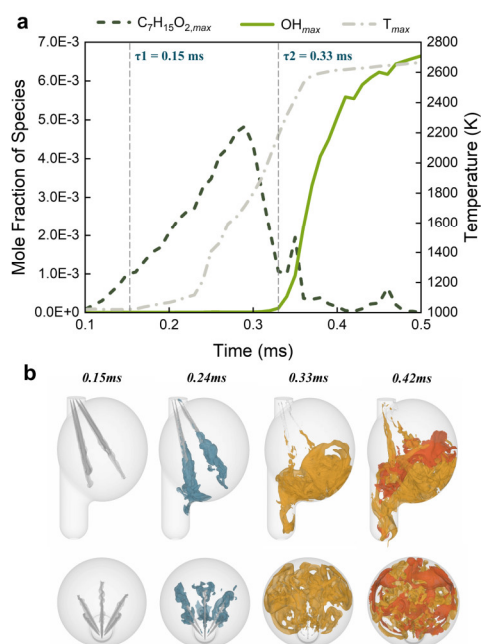 a
C₇H₁₅O₂,max OHmax Tmax
τ1 = 0.15 ms τ2 = 0.33 ms
Mole Fraction of Species
7.0E-3
6.0E-3
5.0E-3
4.0E-3
3.0E-3
2.0E-3
1.0E-3
0.0E+0
2800
2600
2400
2200
2000
1800
1600
1400
1200
1000
Temperature (K)
0.1 0.2 0.3 0.4 0.5
Time (ms)
b
0.15ms 0.24ms 0.33ms 0.42ms